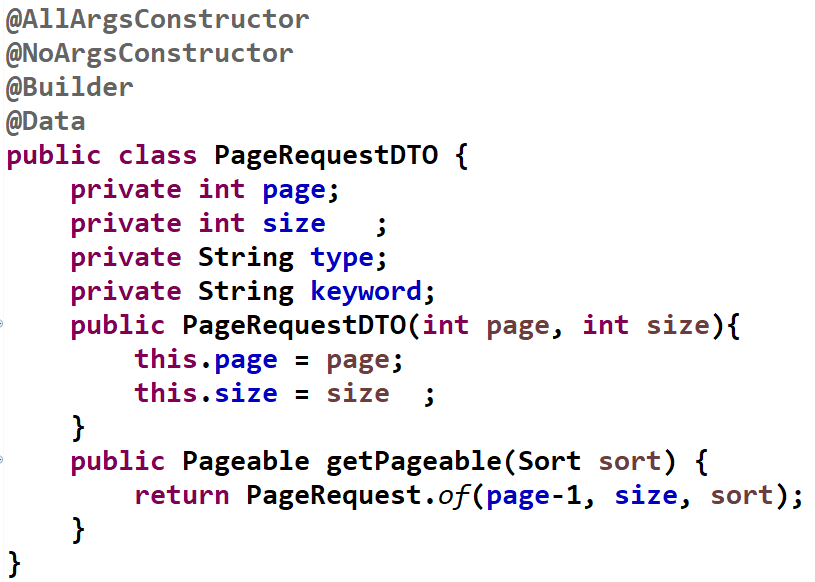 @AllArgsConstructor
@NoArgsConstructor
@Builder
@Data
public class PageRequestDTO {
    private int page;
    private int size   ;
    private String type;
    private String keyword;
    public PageRequestDTO(int page, int size){
        this.page = page;
        this.size = size  ;
    }
    public Pageable getPageable(Sort sort) {
        return PageRequest.of(page-1, size, sort);
    }
}